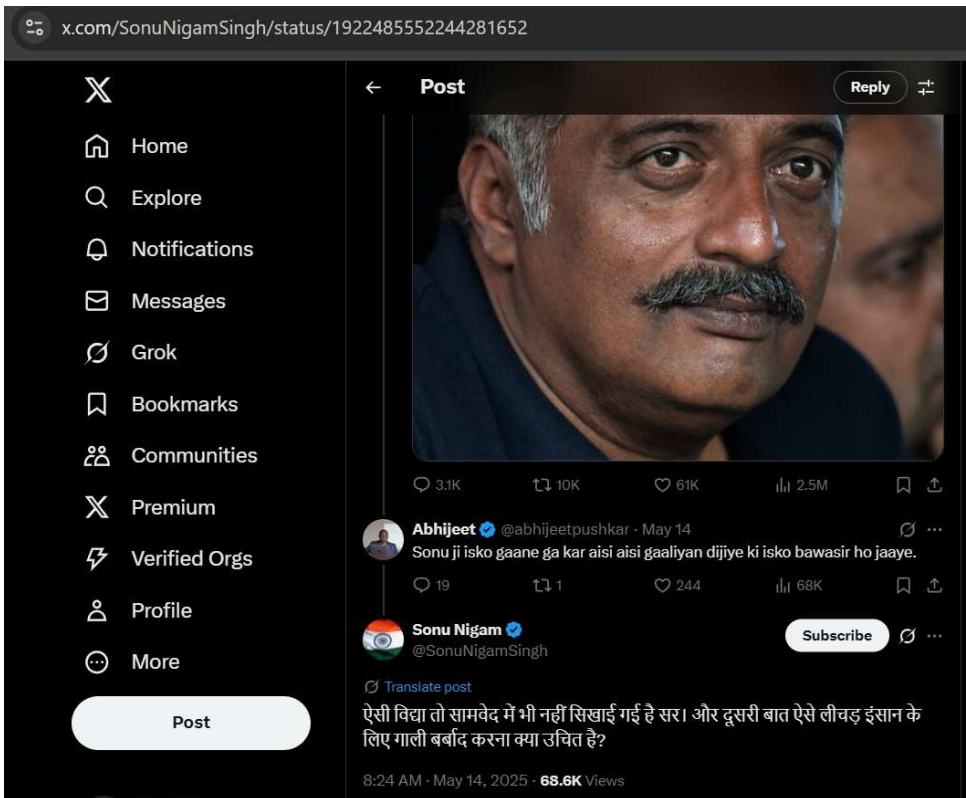 x.com/SonuNigamSingh/status/1922485552244281652
Home
Explore
Notifications
Messages
Grok
Bookmarks
Communities
Premium
Verified Orgs
Profile
More
Post
Post
Reply
3.1K 10K 61K 2.5M
Abhijeet @abhijeetpushkar · May 14
Sonu ji isko gaane ga kar aisi aisi gaaliyan dijiye ki isko bawasir ho jaaye.
19 1 244 68K
Sonu Nigam
@SonuNigamSingh
Subscribe
Translate post
ऐसी विद्या तो सामवेद में भी नहीं सिखाई गई है सर। और दूसरी बात ऐसे लीचड़ इंसान के
लिए गाली बर्बाद करना क्या उचित है?
8:24 AM · May 14, 2025 · 68.6K Views